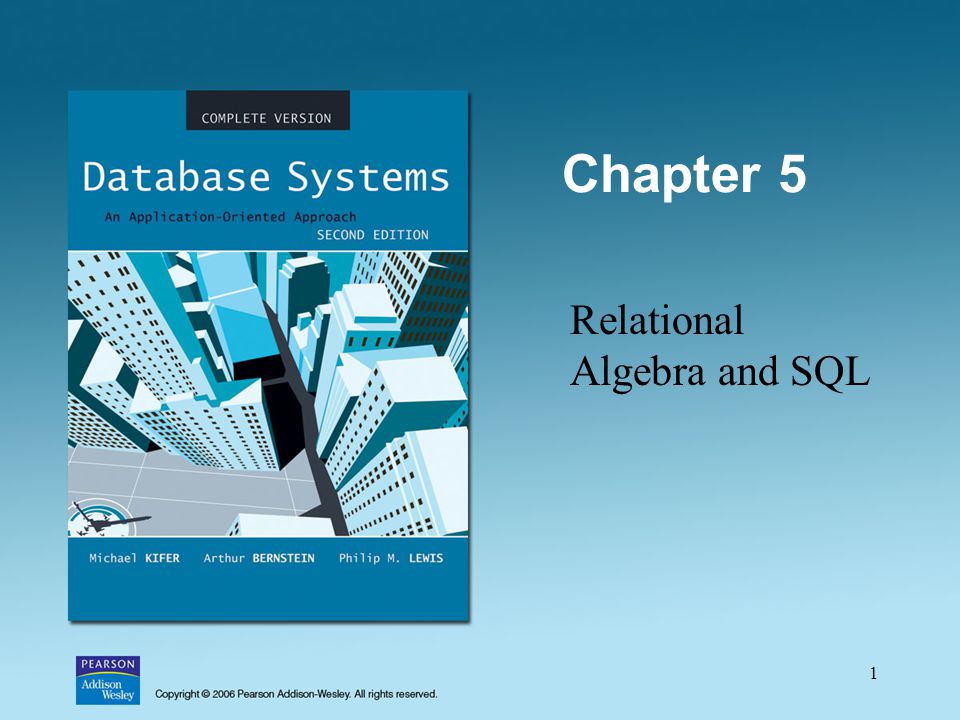 COMPLETE VERSION
Database Systems
An Application-Oriented Approach
SECOND EDITION
Michael KIFER Arthur BERNSTEIN Philip M. LEWIS
Chapter 5
Relational
Algebra and SQL
PEARSON
Addison
Wesley
Copyright © 2006 Pearson Addison-Wesley. All rights reserved.
1